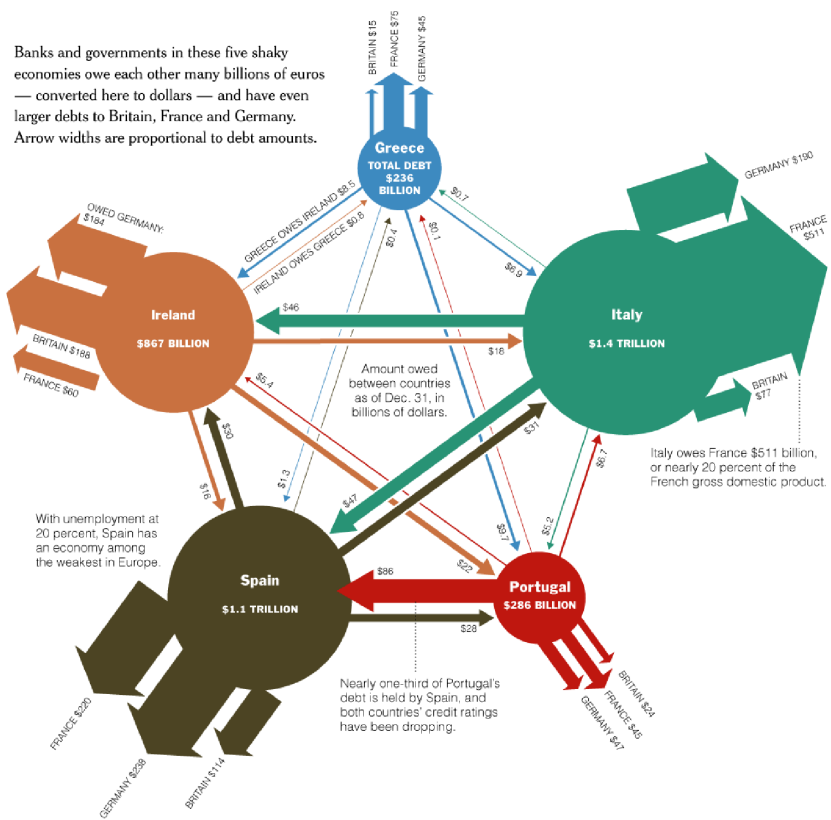 Banks and governments in these five shaky
economies owe each other many billions of euros
— converted here to dollars — and have even
larger debts to Britain, France and Germany.
Arrow widths are proportional to debt amounts.
BRITAIN $15
FRANCE $75
GERMANY $45
Greece
TOTAL DEBT
$236
BILLION
GREECE OWES IRELAND $8.5
IRELAND OWES GREECE $0.8
$0.4
$0.1
$0.7
$6.9
GERMANY $190
FRANCE
$511
OWED GERMANY:
$184
Ireland
$867 BILLION
BRITAIN $188
FRANCE $60
$46
$18
Italy
$1.4 TRILLION
BRITAIN
$77
Amount owed
between countries
as of Dec. 31, in
billions of dollars.
$5.4
$30
$16
$1.3
$47
$31
$22
$9.7
$5.2
$6.7
Italy owes France $511 billion,
or nearly 20 percent of the
French gross domestic product.
With unemployment at
20 percent, Spain has
an economy among
the weakest in Europe.
Spain
$1.1 TRILLION
$86
$28
Portugal
$286 BILLION
Nearly one-third of Portugal's
debt is held by Spain, and
both countries' credit ratings
have been dropping.
FRANCE $220
GERMANY $238
BRITAIN $114
BRITAIN $24
FRANCE $45
GERMANY $47